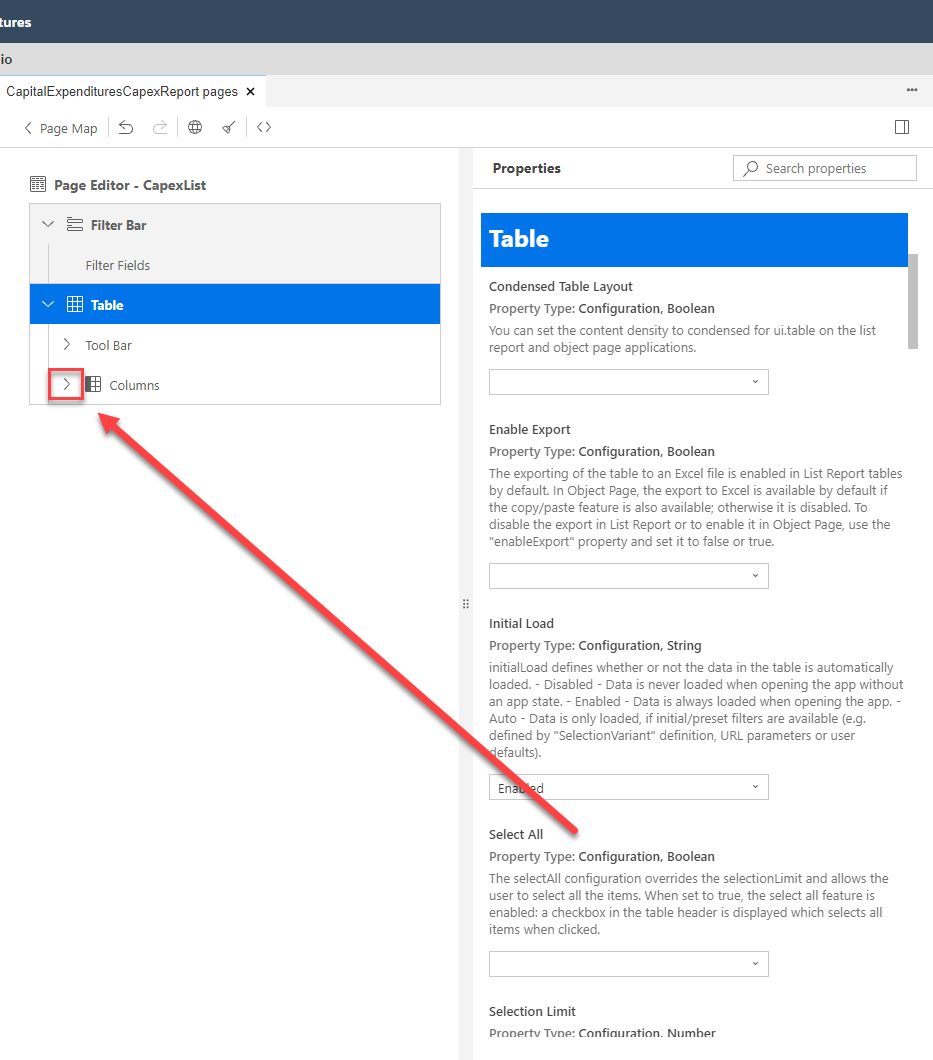 tures
io
CapitalExpendituresCapexReport pages
Page Map
Page Editor - CapexList
Filter Bar
Filter Fields
Table
Tool Bar
Columns
Properties
Search properties
Table
Condensed Table Layout
Property Type: Configuration, Boolean
You can set the content density to condensed for ui.table on the list
report and object page applications.
Enable Export
Property Type: Configuration, Boolean
The exporting of the table to an Excel file is enabled in List Report tables
by default. In Object Page, the export to Excel is available by default if
the copy/paste feature is also available; otherwise it is disabled. To
disable the export in List Report or to enable it in Object Page, use the
"enableExport" property and set it to false or true.
Initial Load
Property Type: Configuration, String
initialLoad defines whether or not the data in the table is automatically
loaded. - Disabled - Data is never loaded when opening the app without
an app state. - Enabled - Data is always loaded when opening the app. -
Auto - Data is only loaded, if initial/preset filters are available (e.g.
defined by "SelectionVariant" definition, URL parameters or user
defaults).
Enabled
Select All
Property Type: Configuration, Boolean
The selectAll configuration overrides the selectionLimit and allows the
user to select all the items. When set to true, the select all feature is
enabled: a checkbox in the table header is displayed which selects all
items when clicked.
Selection Limit
Property Type: Configuration, Number